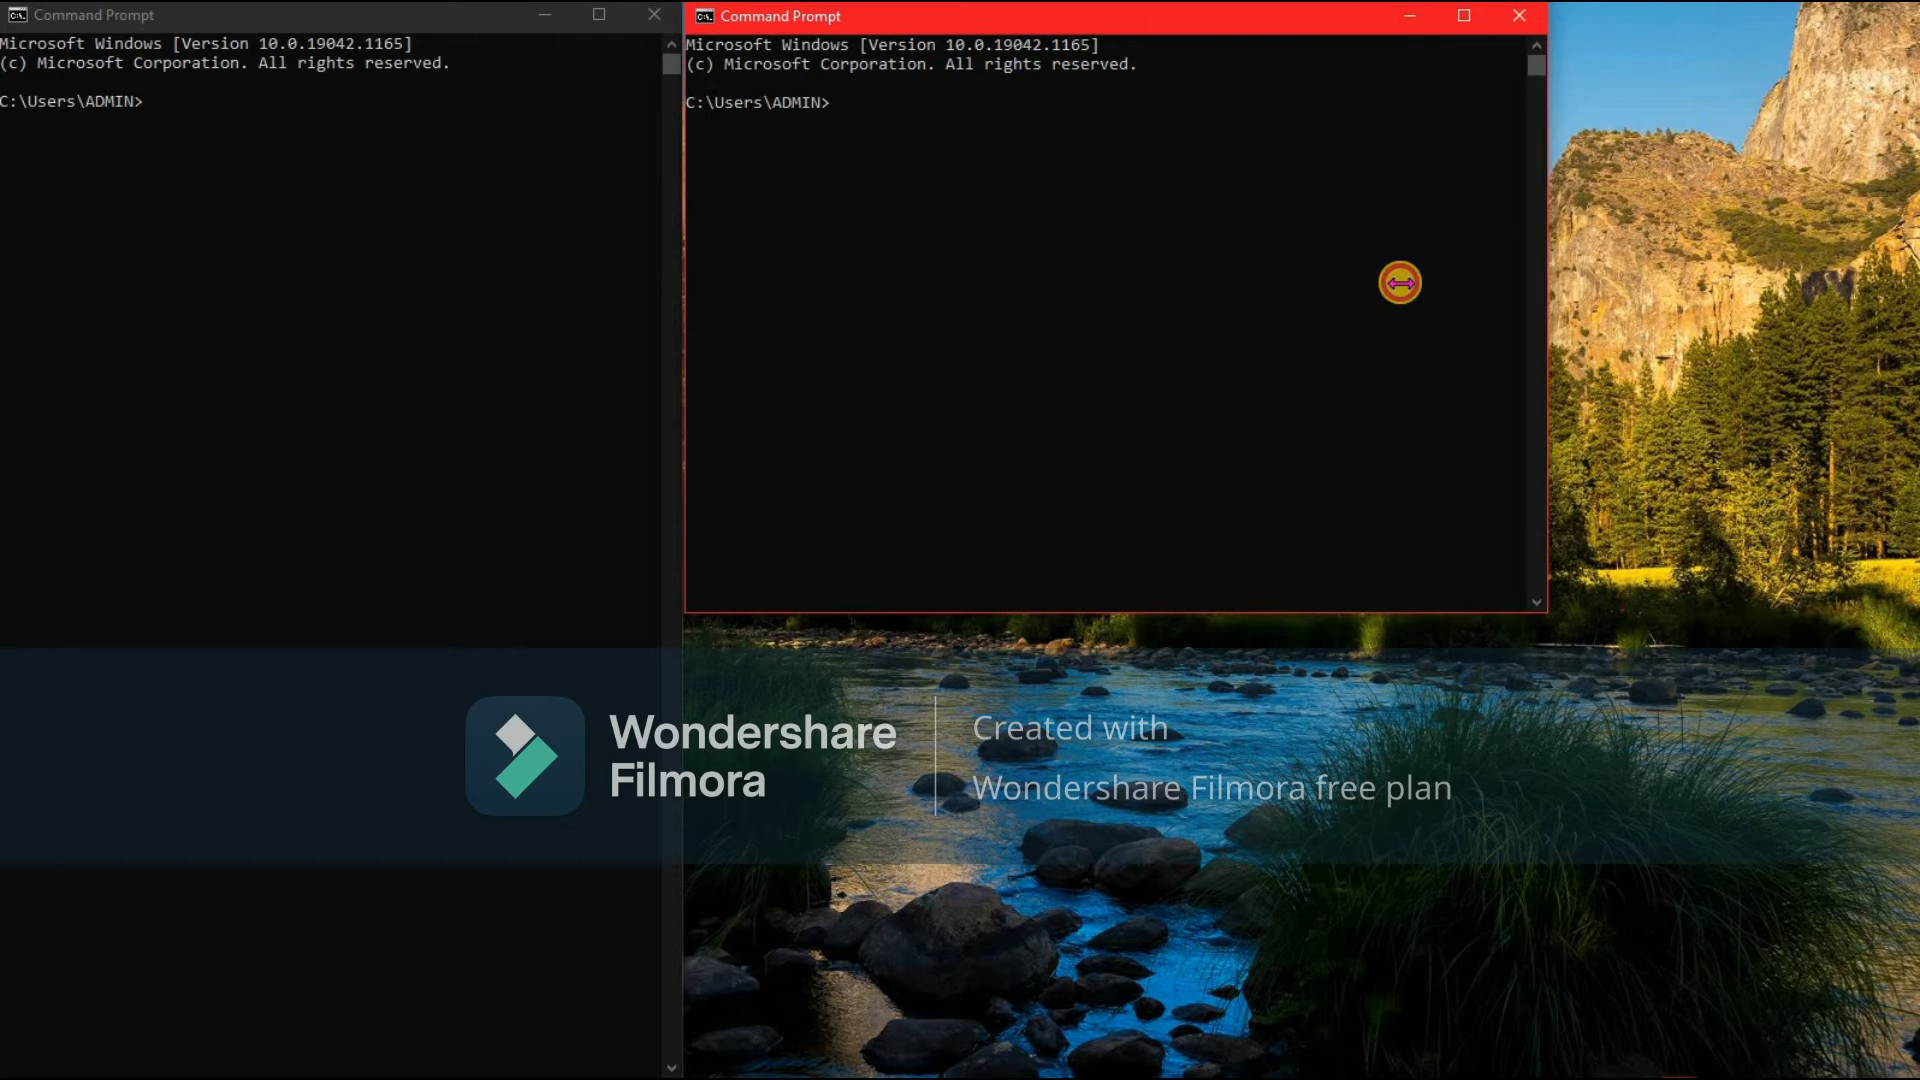 Command Prompt
Microsoft Windows [Version 10.0.19042.1165]
(c) Microsoft Corporation. All rights reserved.
C:\Users\ADMIN>
Command Prompt
Microsoft Windows [Version 10.0.19042.1165]
(c) Microsoft Corporation. All rights reserved.
C:\Users\ADMIN>
Wondershare
Filmora
Created with
Wondershare Filmora free plan